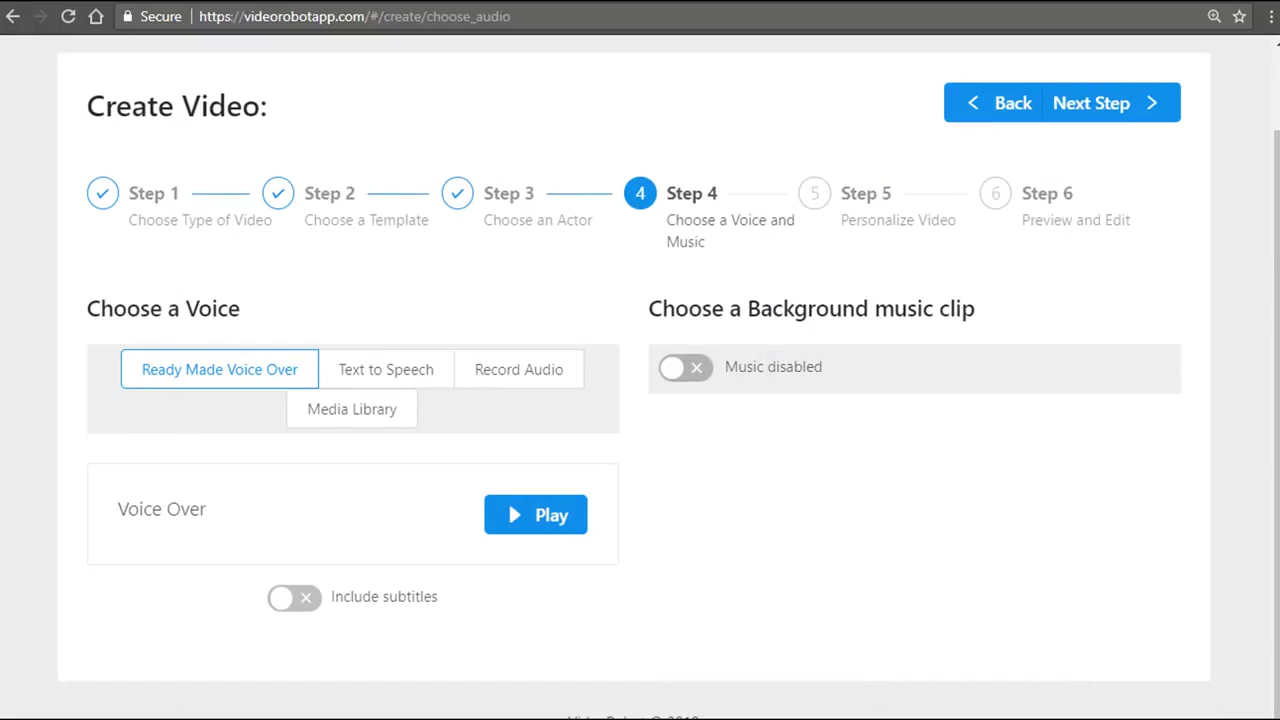 Secure https://videorobotapp.com/#/create/choose_audio
Create Video:
Back Next Step
Step 1 Step 2 Step 3 4 Step 4 5 Step 5 6 Step 6
Choose Type of Video Choose a Template Choose an Actor Choose a Voice and Personalize Video Preview and Edit
Music
Choose a Voice Choose a Background music clip
Ready Made Voice Over Text to Speech Record Audio Music disabled
Media Library
Voice Over Play
Include subtitles